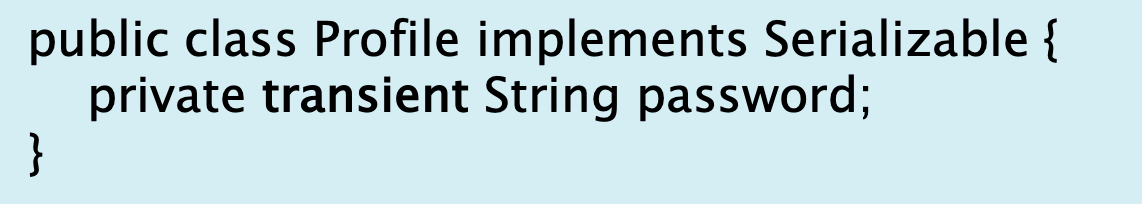 public class Profile implements Serializable {
    private transient String password;
}